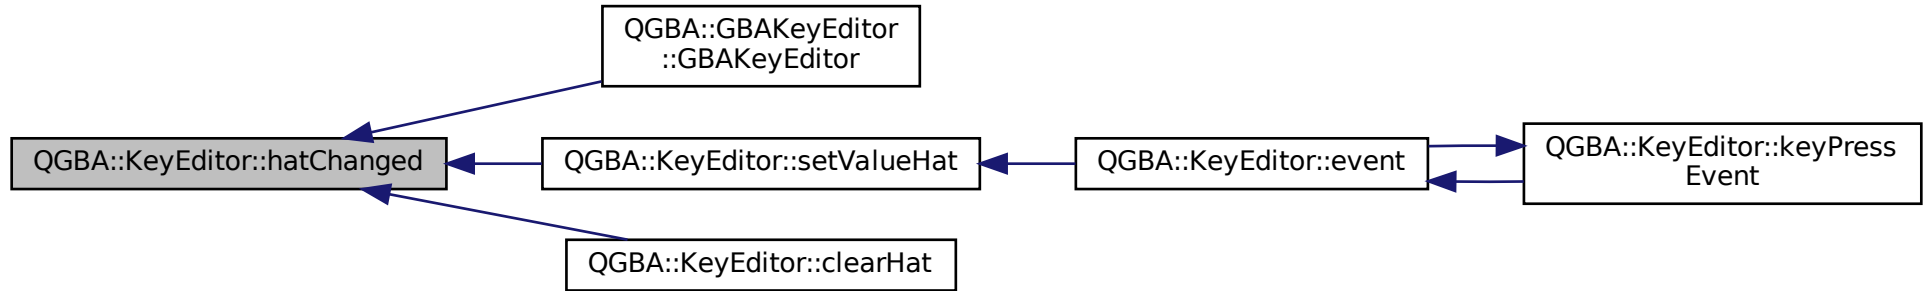 QGBA::GBAKeyEditor
::GBAKeyEditor
QGBA::KeyEditor::hatChanged
QGBA::KeyEditor::setValueHat
QGBA::KeyEditor::event
QGBA::KeyEditor::keyPress
Event
QGBA::KeyEditor::clearHat